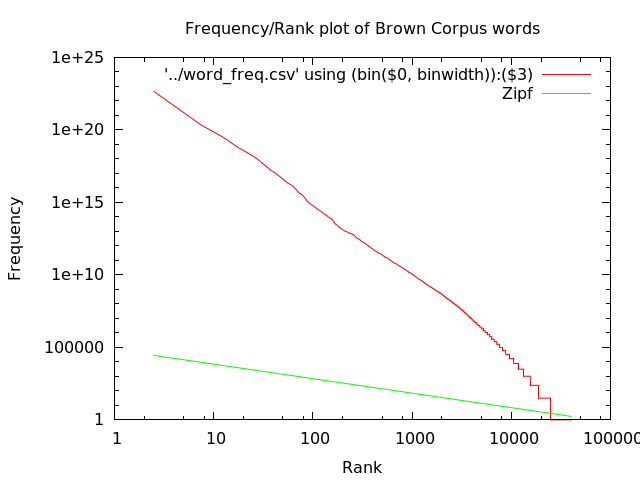 Frequency/Rank plot of Brown Corpus words
1e+25
'../word_freq.csv' using (bin($0, binwidth)):($3)
Zipf
1e+20
1e+15
1e+10
100000
1
Frequency
1 10 100 1000 10000 100000
Rank